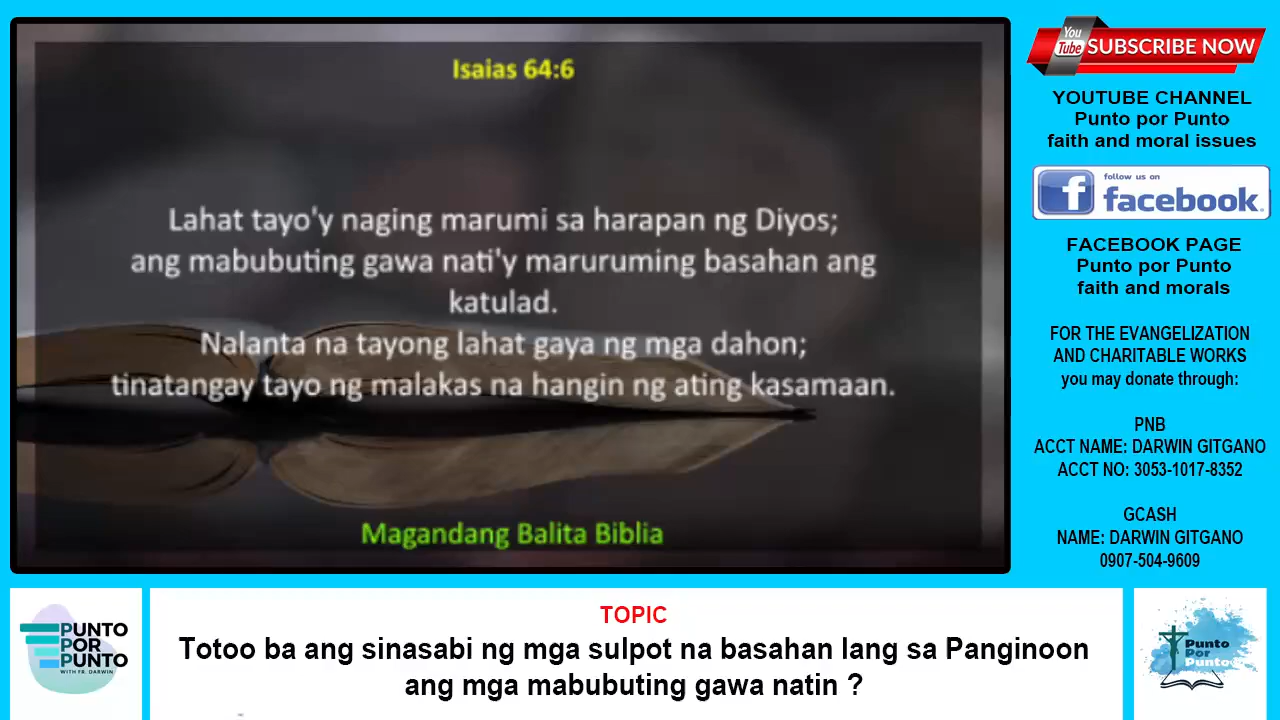 Isaias 64:6
Lahat tayo'y naging marumi sa harapan ng Diyos;
ang mabubuting gawa nati'y maruruming basahan ang
katulad.
Nalanta na tayong lahat gaya ng mga dahon;
tinatangay tayo ng malakas na hangin ng ating kasamaan.
Magandang Balita Biblia
You
Tube
SUBSCRIBE NOW
YOUTUBE CHANNEL
Punto por Punto
faith and moral issues
follow us on
facebook
FACEBOOK PAGE
Punto por Punto
faith and morals
FOR THE EVANGELIZATION
AND CHARITABLE WORKS
you may donate through:
PNB
ACCT NAME: DARWIN GITGANO
ACCT NO: 3053-1017-8352
GCASH
NAME: DARWIN GITGANO
0907-504-9609
PUNTO
POR
PUNTO
WITH FR. DARWIN
TOPIC
Totoo ba ang sinasabi ng mga sulpot na basahan lang sa Panginoon
ang mga mabubuting gawa natin ?
Punto
Por
Punto